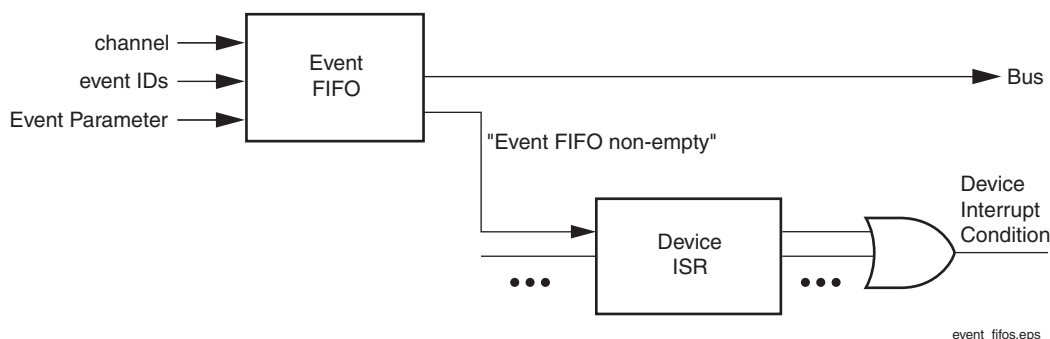 channel
event IDs
Event Parameter
Event
FIFO
Bus
"Event FIFO non-empty"
Device
ISR
Device
Interrupt
Condition
event_fifos.eps